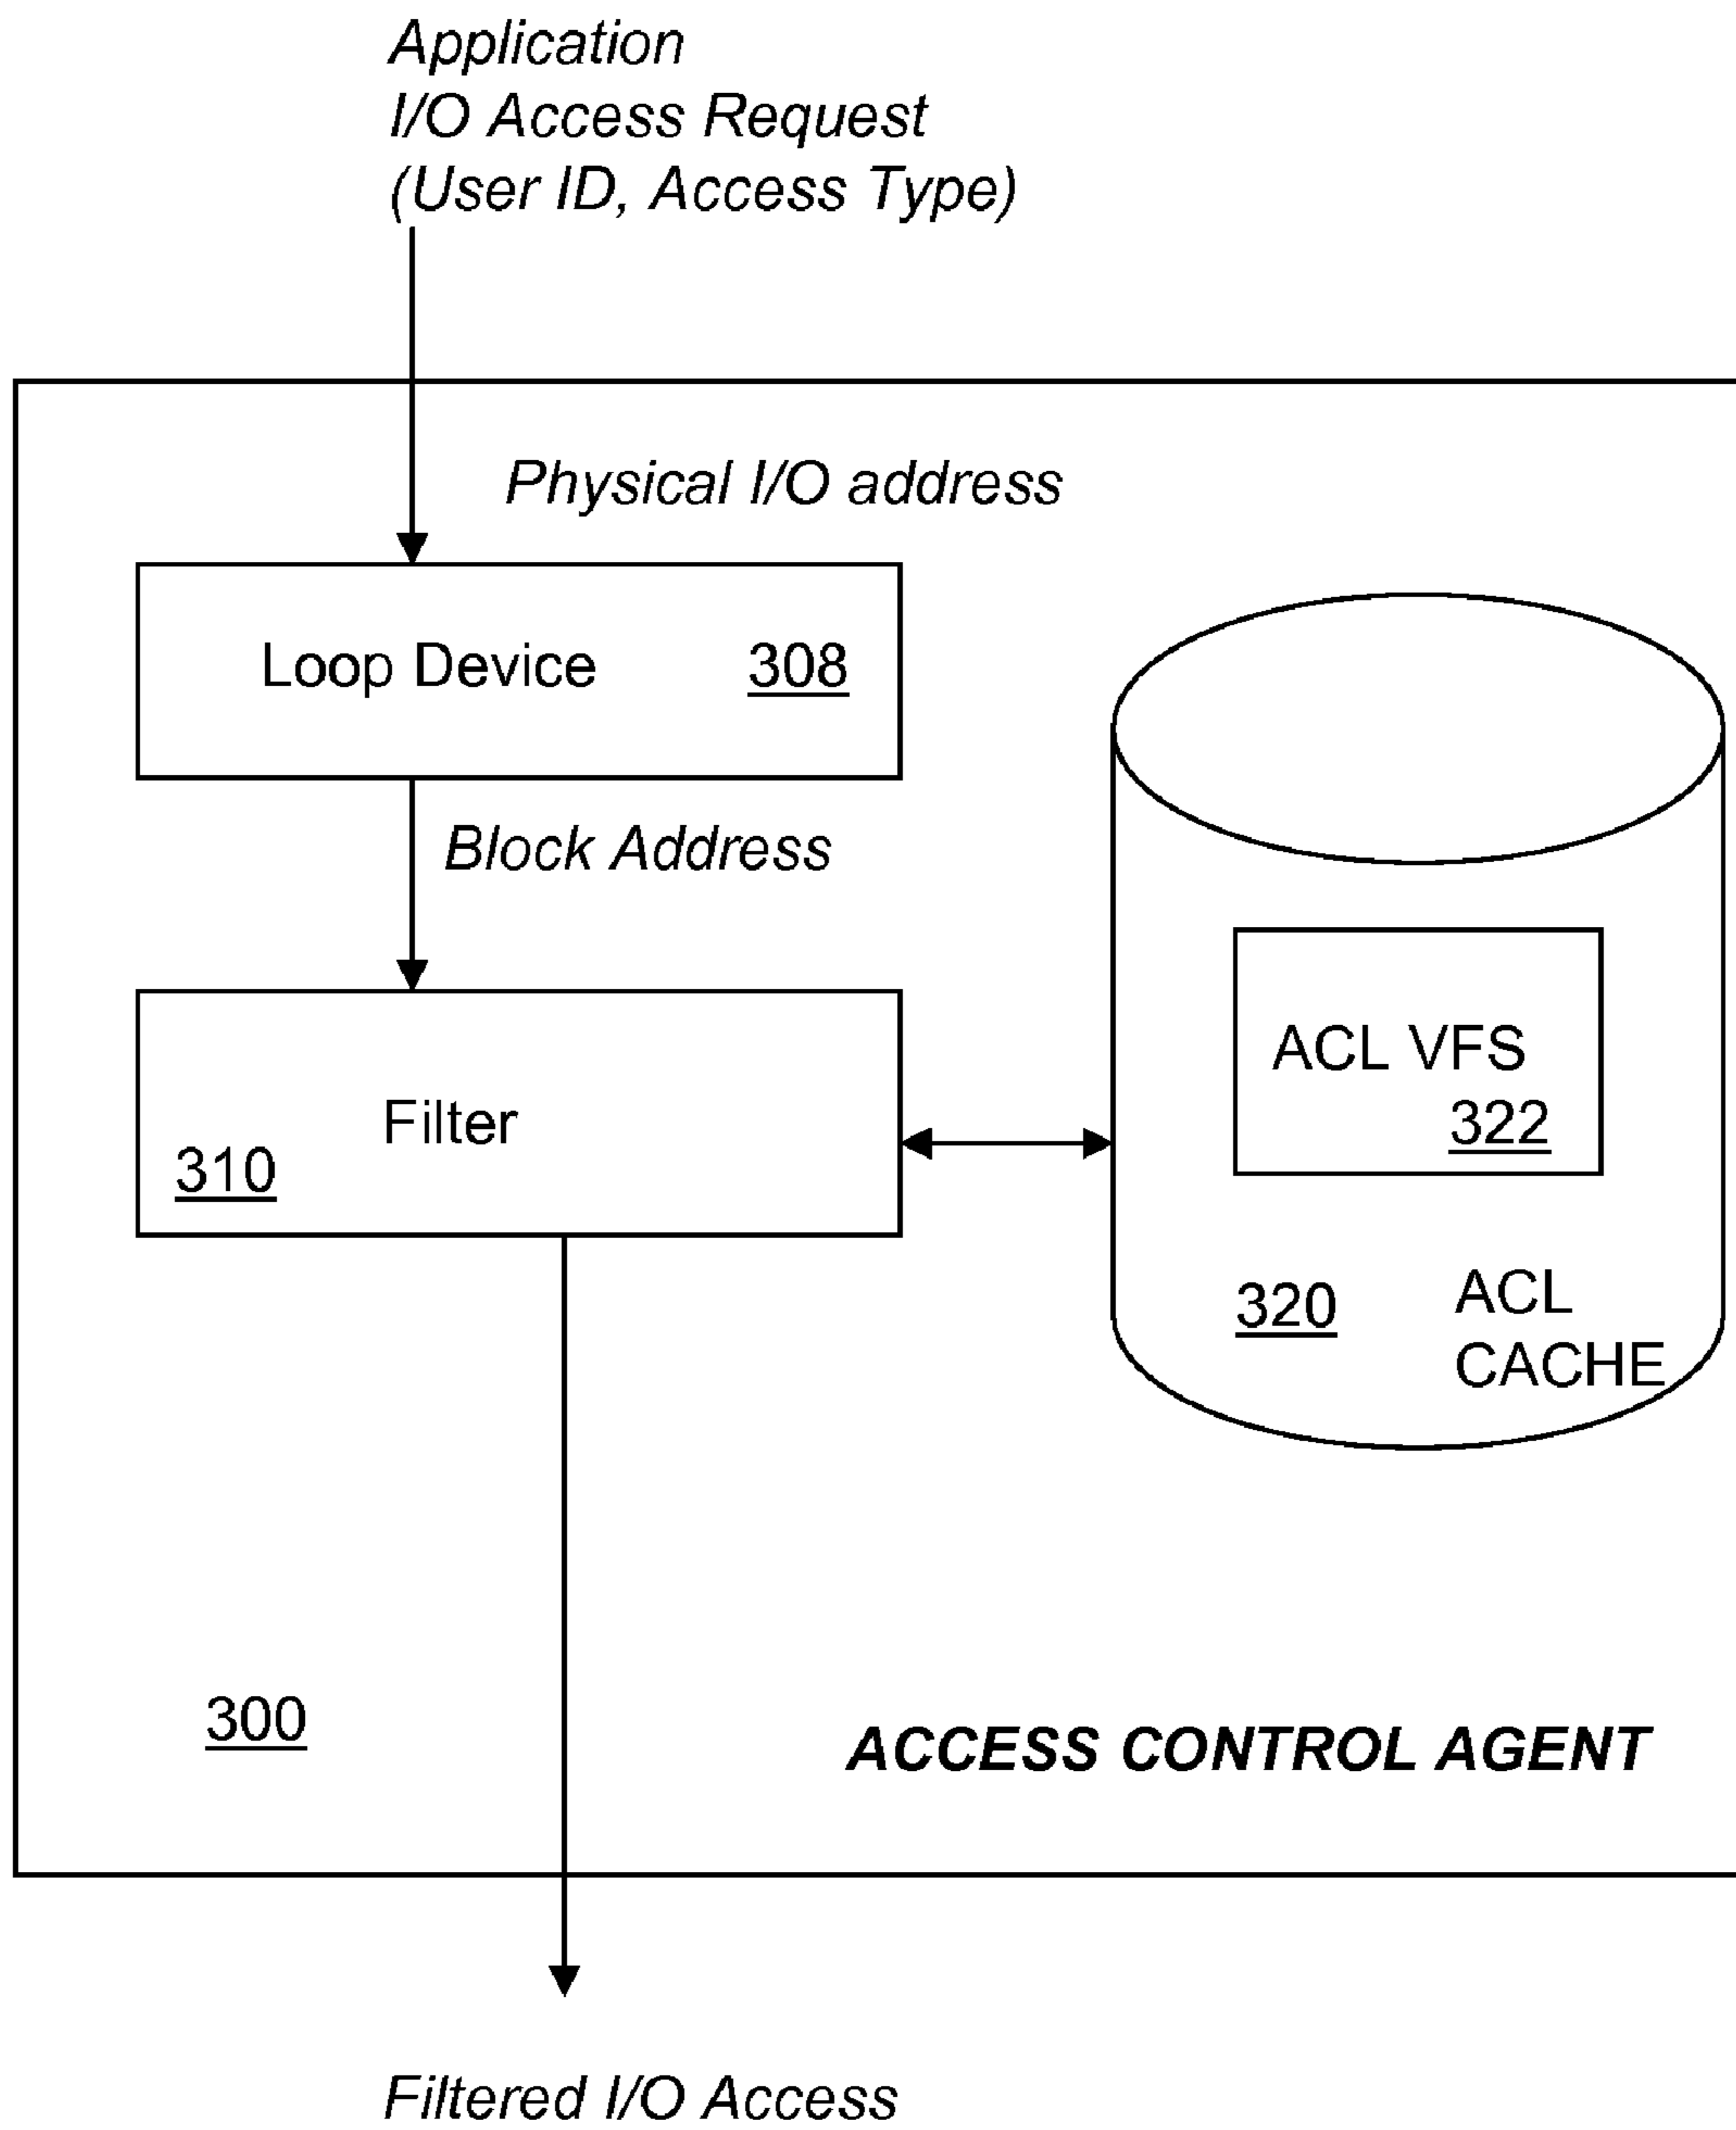 Application
I/O Access Request
(User ID, Access Type)
Physical I/O address
Loop Device 308
Block Address
Filter
310
ACL VFS
322
320
ACL
CACHE
300
ACCESS CONTROL AGENT
Filtered I/O Access